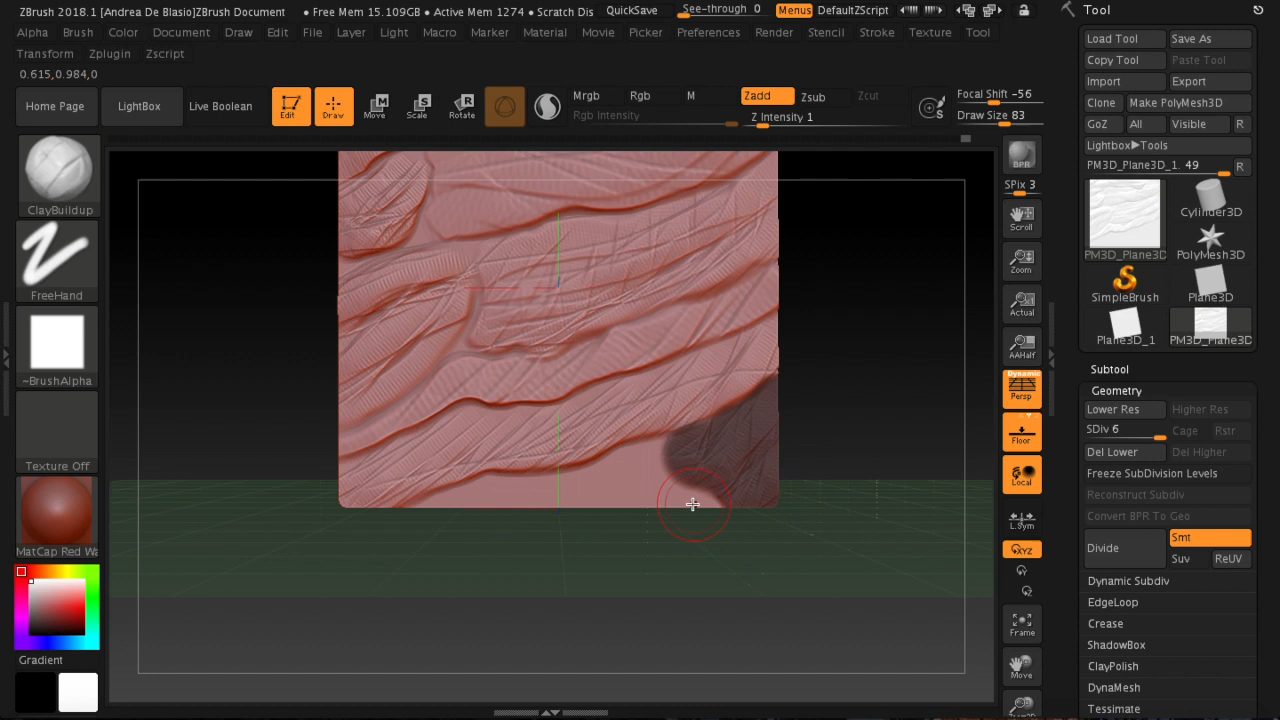 ZBrush 2018.1 [Andrea De Blasio]ZBrush Document • Free Mem 15.109GB • Active Mem 1274 • Scratch Dis QuickSave See-through 0 Menus DefaultZScript
Tool
Alpha Brush Color Document Draw Edit File Layer Light Macro Marker Material Movie Picker Preferences Render Stencil Stroke Texture Tool
Transform Zplugin Zscript
0.615,0.984,0
Home Page LightBox Live Boolean Edit Draw Move Scale Rotate
Mrgb Rgb M
Rgb Intensity
Zadd Zsub Zcut
Z Intensity 1
S
Focal Shift -56
Draw Size 83
ClayBuildup
FreeHand
~BrushAlpha
Texture Off
MatCap Red Wa
Gradient
BPR
SPix 3
Scroll
Zoom
Actual
AAHalf
Dynamic
Persp
Floor
Local
L.Sym
XYZ
Y
Z
Frame
Move
Load Tool Save As
Copy Tool Paste Tool
Import Export
Clone Make PolyMesh3D
GoZ All Visible R
Lightbox▶Tools
PM3D_Plane3D_1. 49 R
Cylinder3D
PM3D_Plane3D PolyMesh3D
SimpleBrush Plane3D
Plane3D_1 PM3D_Plane3D
Subtool
Geometry
Lower Res Higher Res
SDiv 6 Cage Rstr
Del Lower Del Higher
Freeze SubDivision Levels
Reconstruct Subdiv
Convert BPR To Geo
Divide Smt
Suv ReUV
Dynamic Subdiv
EdgeLoop
Crease
ShadowBox
ClayPolish
DynaMesh
Tessimate